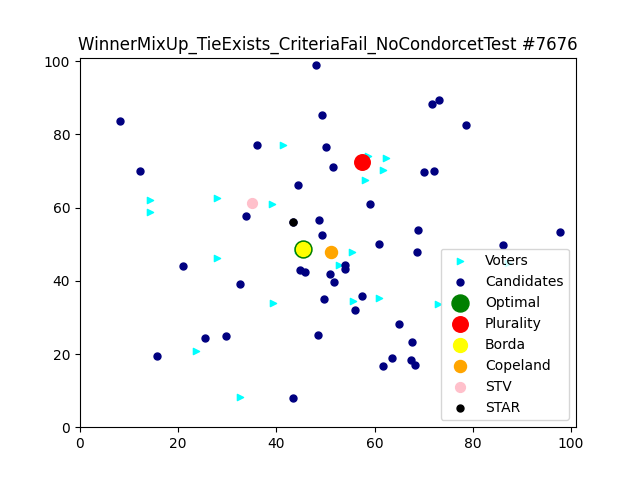 WinnerMixUp_TieExists_CriteriaFail_NoCondorcetTest #7676
100
80
60
40
20
0
0 20 40 60 80 100
Voters
Candidates
Optimal
Plurality
Borda
Copeland
STV
STAR